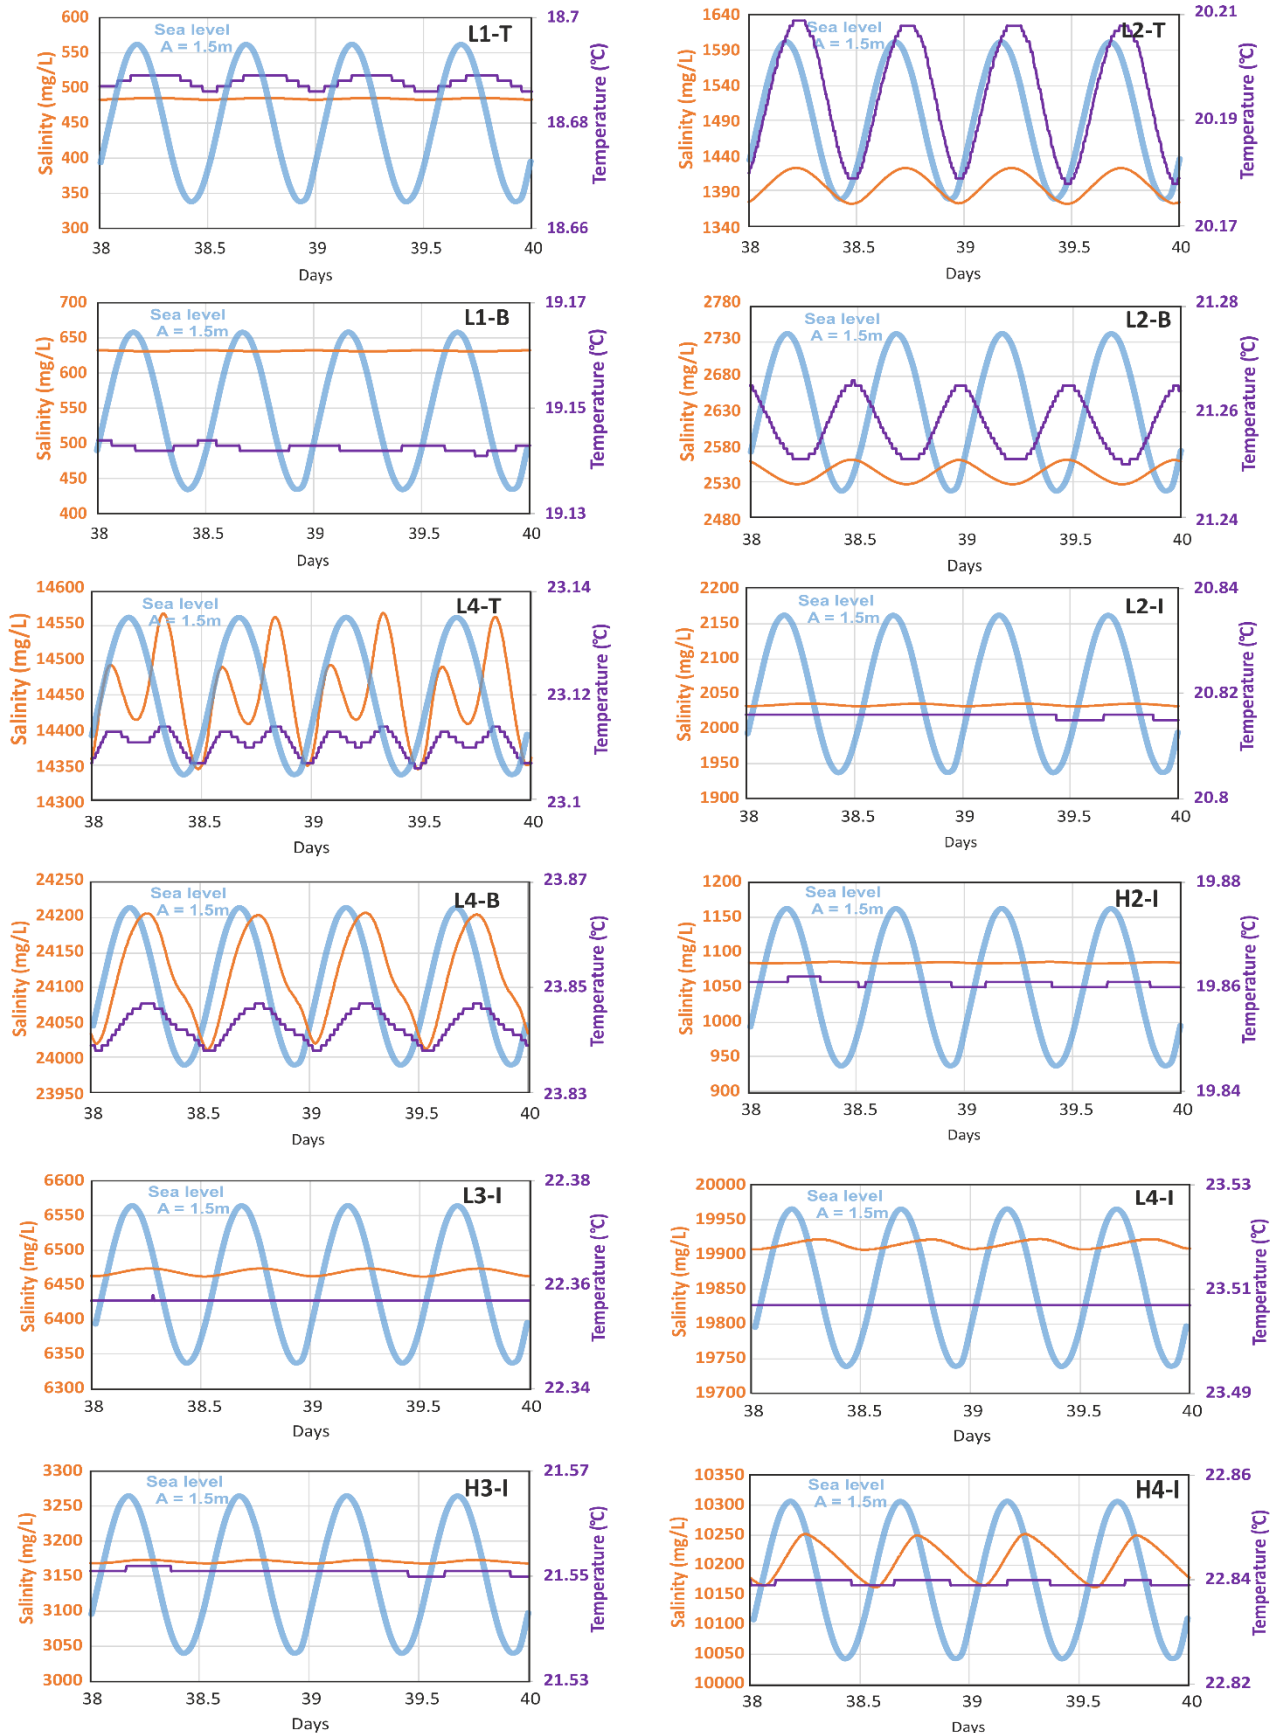 600
550
500
450
400
350
300
Salinity (mg/L)
Sea level
A = 1.5m
L1-T
18.7
18.68
18.66
Temperature (℃)
38
38.5
39
39.5
40
Days
1640
1590
1540
1490
1440
1390
1340
Salinity (mg/L)
Sea level
A = 1.5m
L2-T
20.21
20.19
20.17
Temperature (℃)
38
38.5
39
39.5
40
Days
700
650
600
550
500
450
400
Salinity (mg/L)
Sea level
A = 1.5m
L1-B
19.17
19.15
19.13
Temperature (℃)
38
38.5
39
39.5
40
Days
2780
2730
2680
2630
2580
2530
2480
Salinity (mg/L)
Sea level
A = 1.5m
L2-B
21.28
21.26
21.24
Temperature (℃)
38
38.5
39
39.5
40
Days
14600
14550
14500
14450
14400
14350
14300
Salinity (mg/L)
Sea level
A = 1.5m
L4-T
23.14
23.12
23.1
Temperature (℃)
38
38.5
39
39.5
40
Days
2200
2150
2100
2050
2000
1950
1900
Salinity (mg/L)
Sea level
A = 1.5m
L2-I
20.84
20.82
20.8
Temperature (℃)
38
38.5
39
39.5
40
Days
24250
24200
24150
24100
24050
24000
23950
Salinity (mg/L)
Sea level
A = 1.5m
L4-B
23.87
23.85
23.83
Temperature (℃)
38
38.5
39
39.5
40
Days
1200
1150
1100
1050
1000
950
900
Salinity (mg/L)
Sea level
A = 1.5m
H2-I
19.88
19.86
19.84
Temperature (℃)
38
38.5
39
39.5
40
Days
6600
6550
6500
6450
6400
6350
6300
Salinity (mg/L)
Sea level
A = 1.5m
L3-I
22.38
22.36
22.34
Temperature (℃)
38
38.5
39
39.5
40
Days
20000
19950
19900
19850
19800
19750
19700
Salinity (mg/L)
Sea level
A = 1.5m
L4-I
23.53
23.51
23.49
Temperature (℃)
38
38.5
39
39.5
40
Days
3300
3250
3200
3150
3100
3050
3000
Salinity (mg/L)
Sea level
A = 1.5m
H3-I
21.57
21.55
21.53
Temperature (℃)
38
38.5
39
39.5
40
Days
10350
10300
10250
10200
10150
10100
10050
10000
Salinity (mg/L)
Sea level
A = 1.5m
H4-I
22.86
22.84
22.82
Temperature (℃)
38
38.5
39
39.5
40
Days